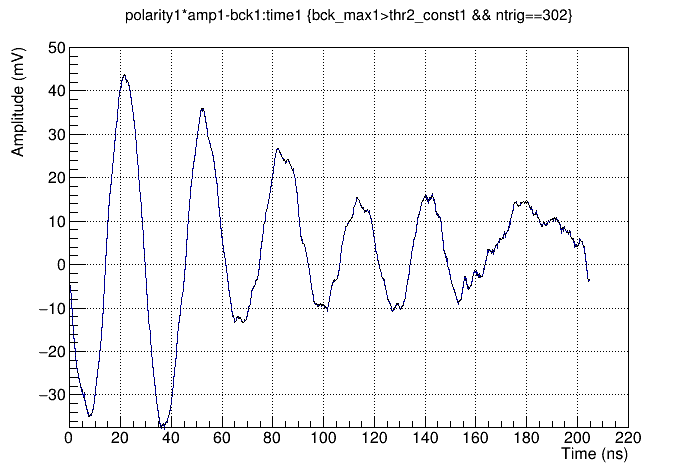 polarity1*amp1-bck1:time1 {bck_max1>thr2_const1 && ntrig==302}
Amplitude (mV)
50
40
30
20
10
0
−10
−20
−30
0 20 40 60 80 100 120 140 160 180 200 220
Time (ns)